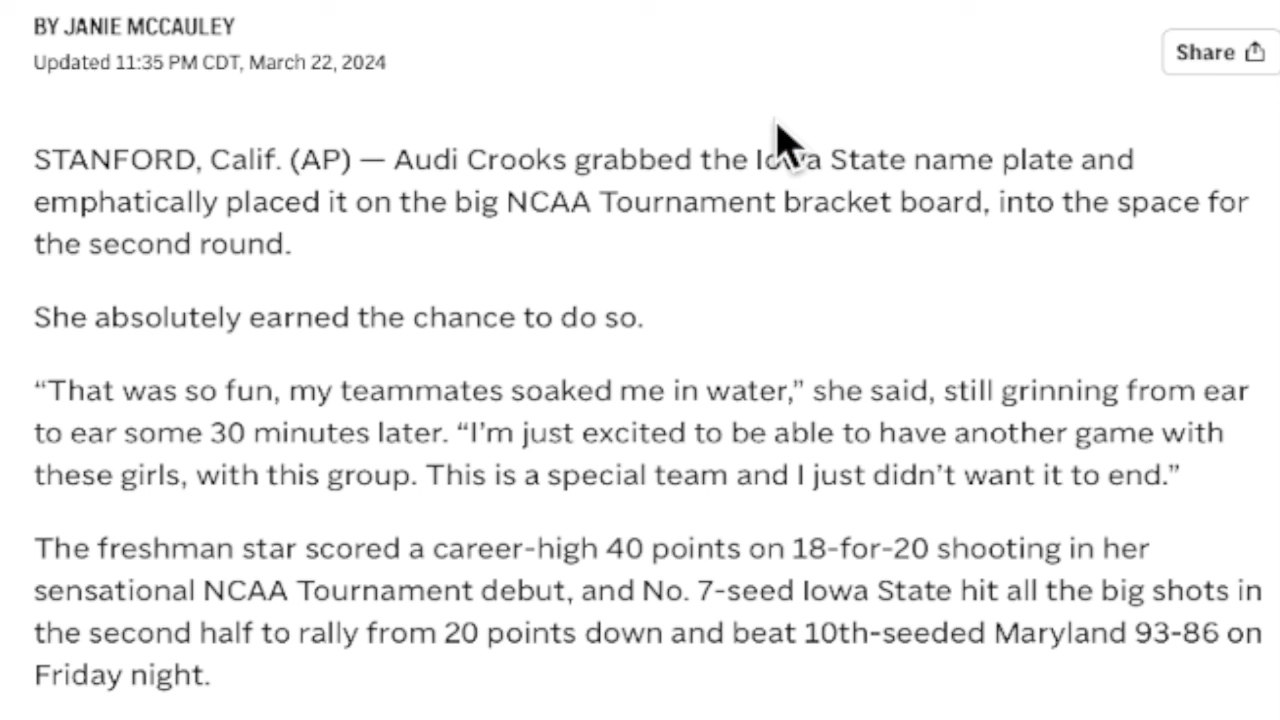 BY JANIE MCCAULEY
Updated 11:35 PM CDT, March 22, 2024
Share
STANFORD, Calif. (AP) — Audi Crooks grabbed the Iowa State name plate and
emphatically placed it on the big NCAA Tournament bracket board, into the space for
the second round.
She absolutely earned the chance to do so.
“That was so fun, my teammates soaked me in water,” she said, still grinning from ear
to ear some 30 minutes later. “I’m just excited to be able to have another game with
these girls, with this group. This is a special team and I just didn’t want it to end.”
The freshman star scored a career-high 40 points on 18-for-20 shooting in her
sensational NCAA Tournament debut, and No. 7-seed Iowa State hit all the big shots in
the second half to rally from 20 points down and beat 10th-seeded Maryland 93-86 on
Friday night.